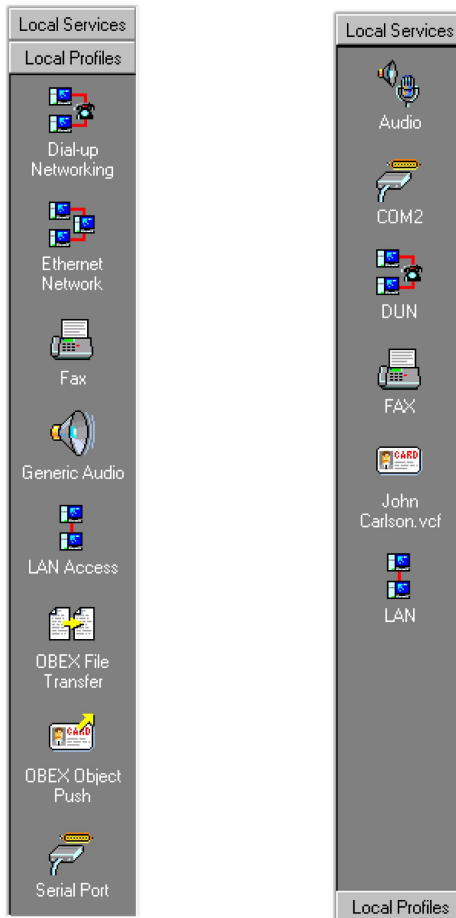 Local Services
Local Profiles
Dial-up
Networking
Ethernet
Network
Fax
Generic Audio
LAN Access
OBEX File
Transfer
CARD
OBEX Object
Push
Serial Port
Local Services
Audio
COM2
DUN
FAX
CARD
John
Carlson.vcf
LAN
Local Profiles